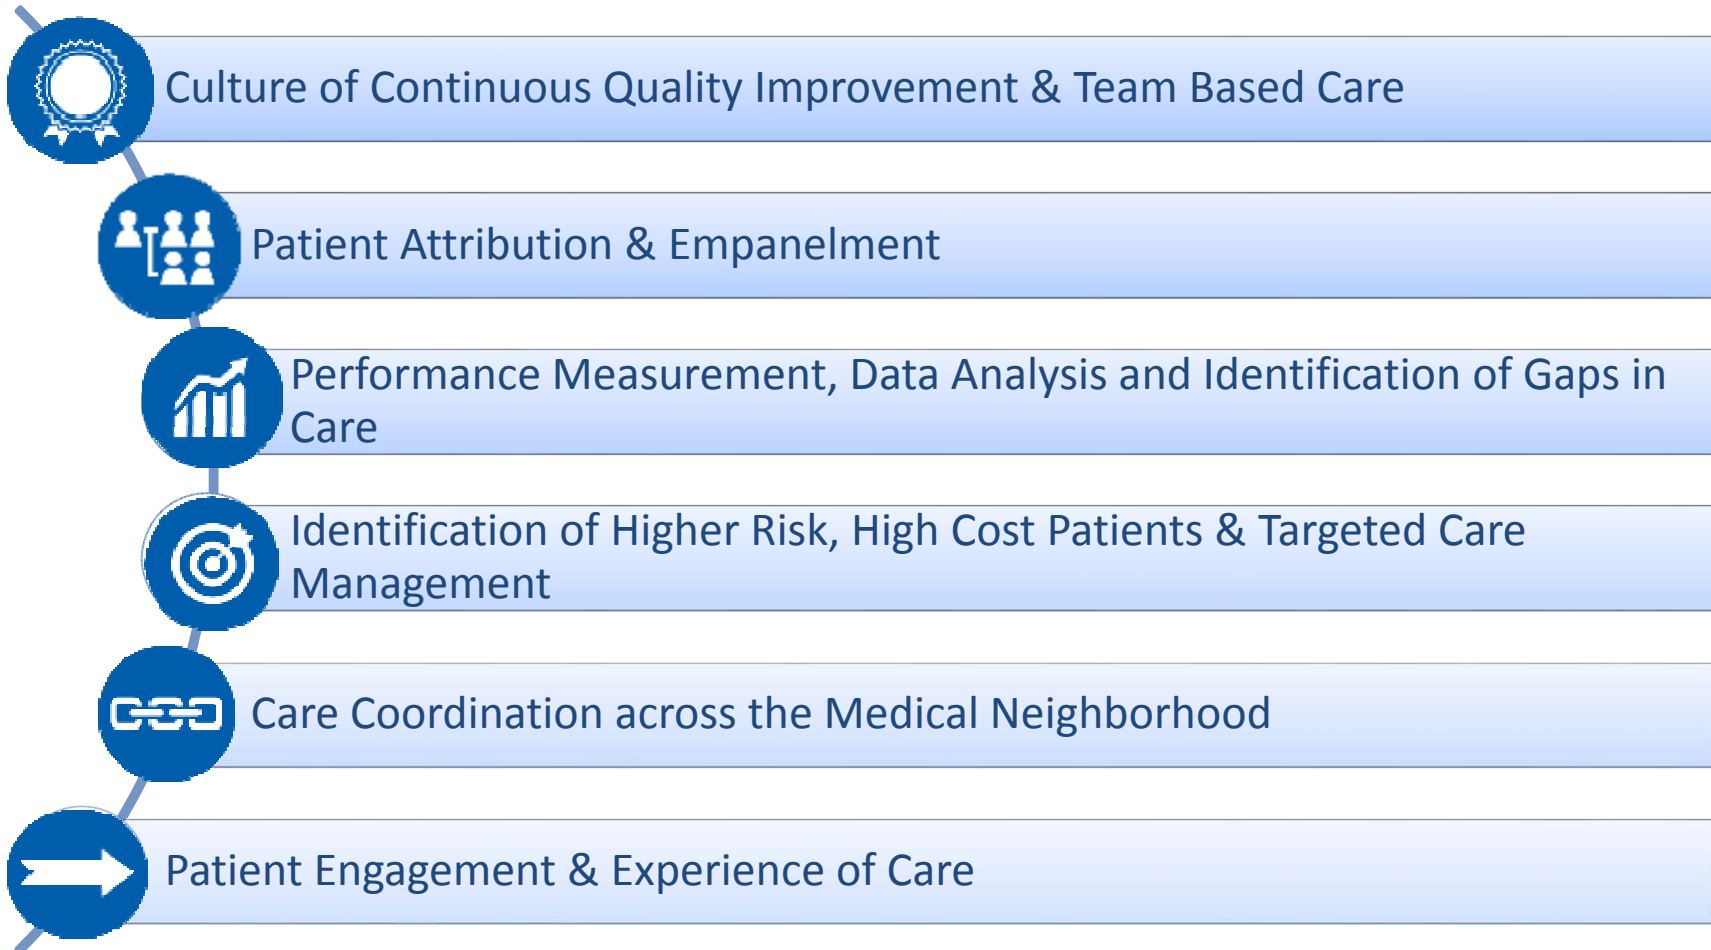 Culture of Continuous Quality Improvement & Team Based Care
Patient Attribution & Empanelment
Performance Measurement, Data Analysis and Identification of Gaps in
Care
Identification of Higher Risk, High Cost Patients & Targeted Care
Management
Care Coordination across the Medical Neighborhood
Patient Engagement & Experience of Care